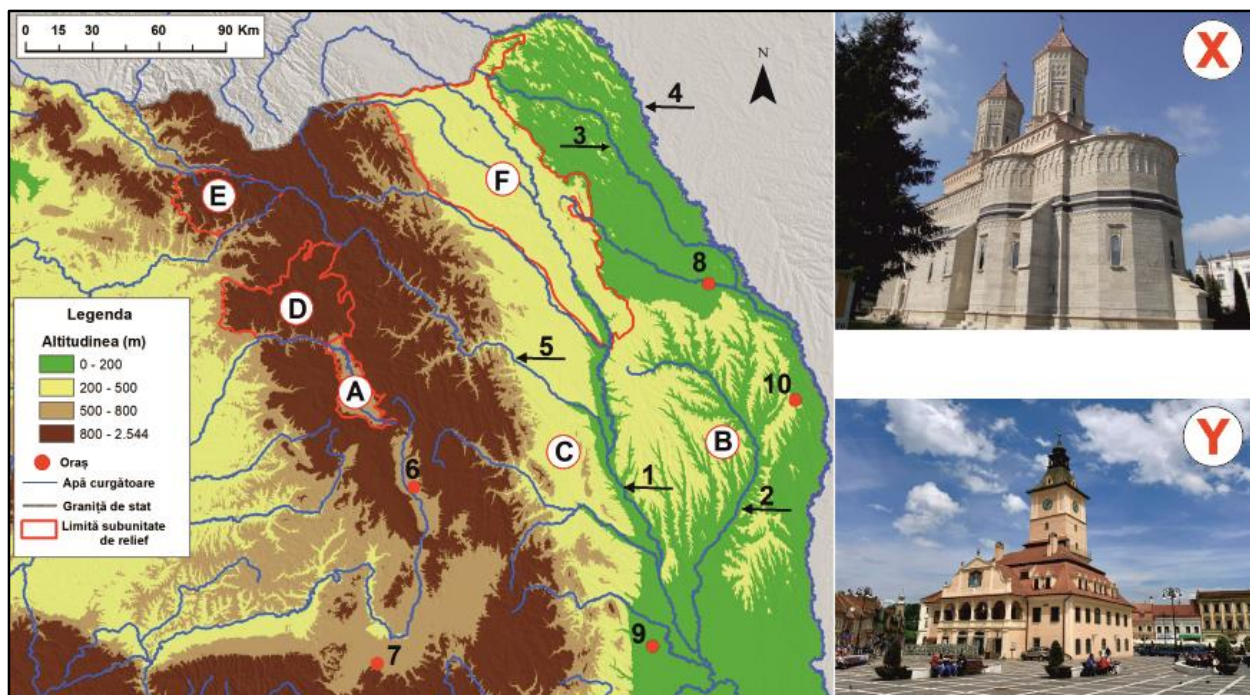 0 15 30 60 90 Km
N
4
3
E
F
8
D
5
10
A
B
C
6
1
2
9
7
Legenda
Altitudinea (m)
0 - 200
200 - 500
500 - 800
800 - 2.544
Oraș
Apă curgătoare
Graniță de stat
Limită subunitate
de relief
X
Y